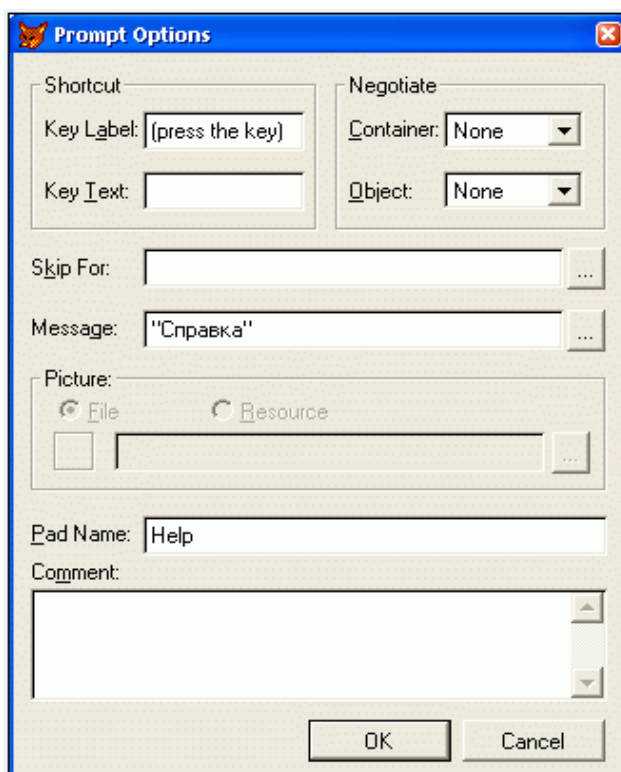 Prompt Options
Shortcut
Negotiate
Key Label: (press the key)
Container: None
Key Text:
Object: None
Skip For:
...
Message: "Справка"
...
Picture:
File
Resource
...
Pad Name: Help
Comment:
OK
Cancel